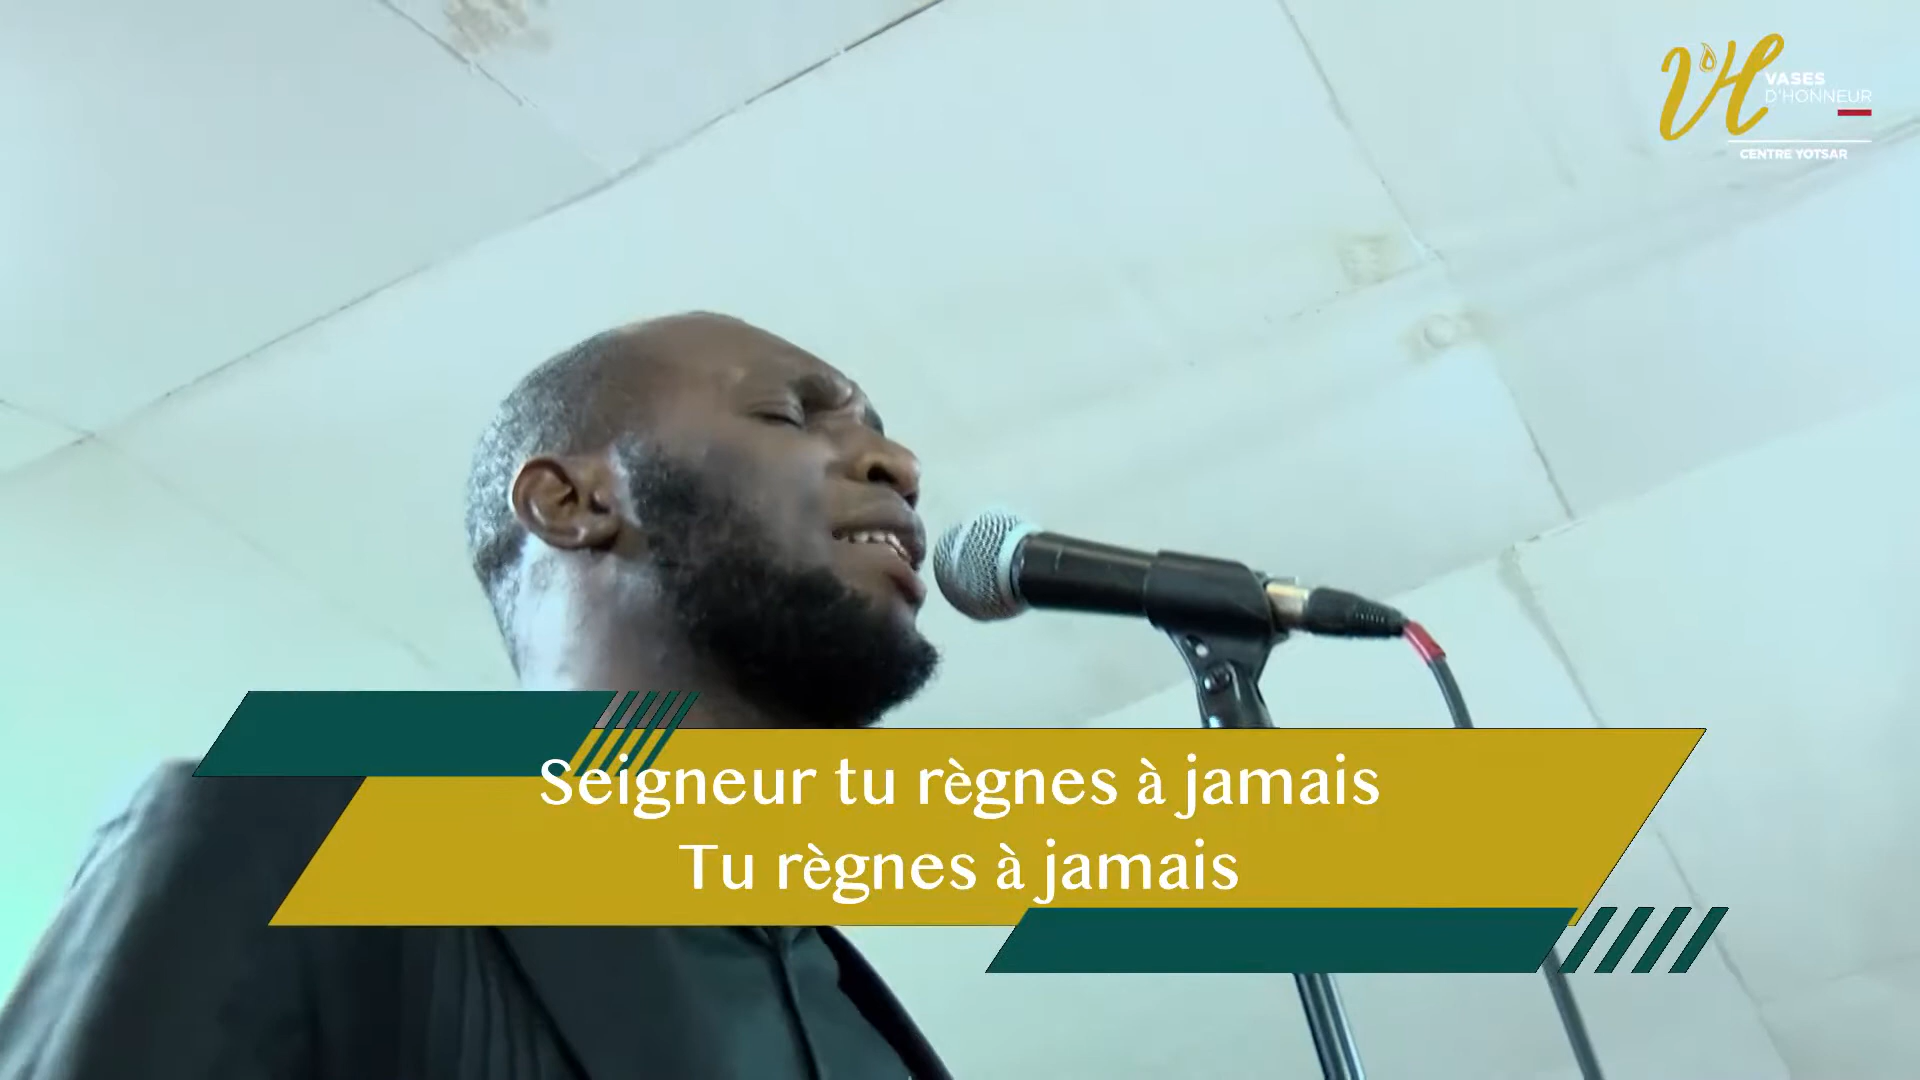 VH
VASES
D'HONNEUR
CENTRE YOTSAR
Seigneur tu règnes à jamais
Tu règnes à jamais